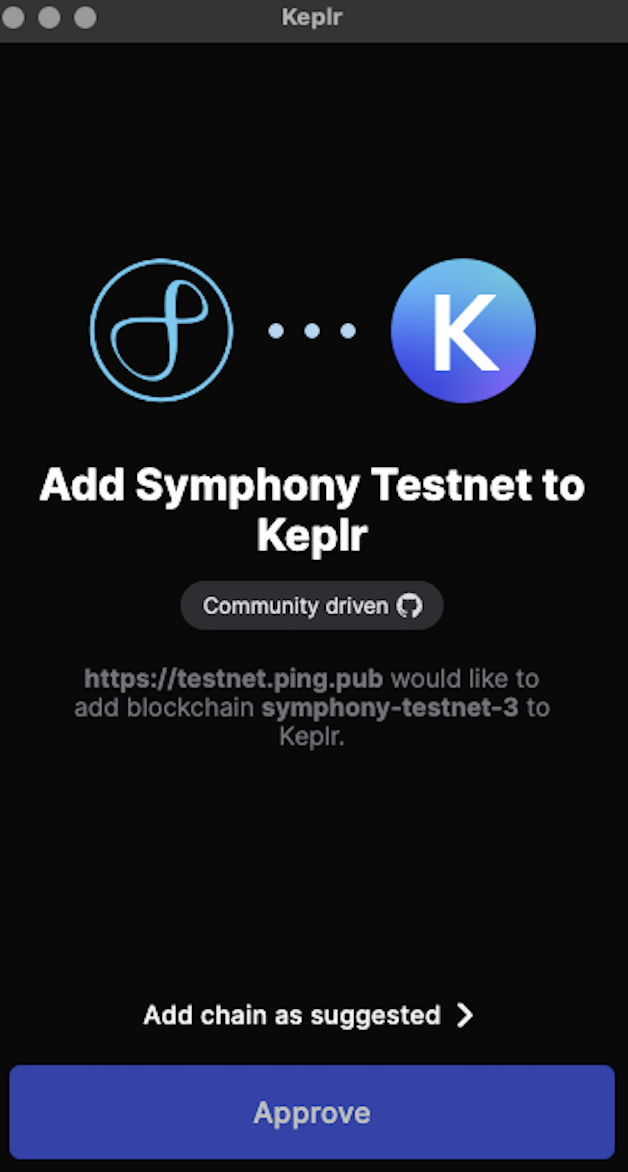 Keplr
K
Add Symphony Testnet to
Keplr
Community driven
https://testnet.ping.pub would like to
add blockchain symphony-testnet-3 to
Keplr.
Add chain as suggested
Approve